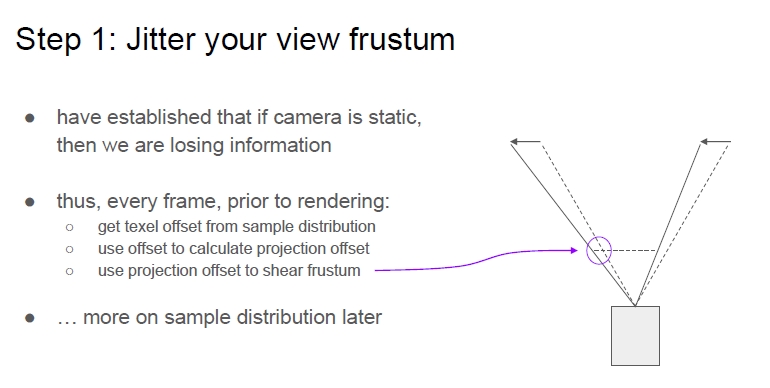 Step 1: Jitter your view frustum
● have established that if camera is static,
then we are losing information
● thus, every frame, prior to rendering:
○ get texel offset from sample distribution
○ use offset to calculate projection offset
○ use projection offset to shear frustum
● … more on sample distribution later